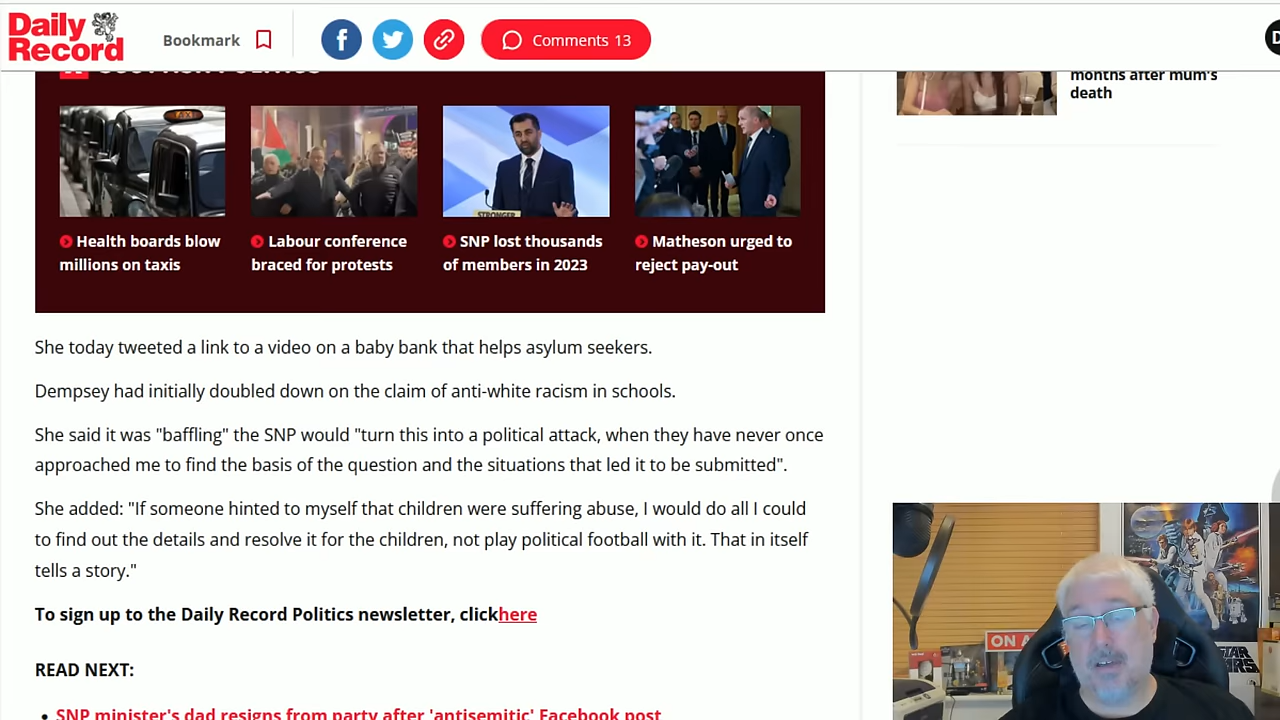 Daily
Record
Bookmark
Comments 13
months after mum's
death
TAXI
STRONGER
Health boards blow
millions on taxis
Labour conference
braced for protests
SNP lost thousands
of members in 2023
Matheson urged to
reject pay-out
She today tweeted a link to a video on a baby bank that helps asylum seekers.
Dempsey had initially doubled down on the claim of anti-white racism in schools.
She said it was "baffling" the SNP would "turn this into a political attack, when they have never once
approached me to find the basis of the question and the situations that led it to be submitted".
She added: "If someone hinted to myself that children were suffering abuse, I would do all I could
to find out the details and resolve it for the children, not play political football with it. That in itself
tells a story."
To sign up to the Daily Record Politics newsletter, clickhere
READ NEXT:
• SNP minister's dad resigns from party after 'antisemitic' Facebook post
ON A
STAR
WARS